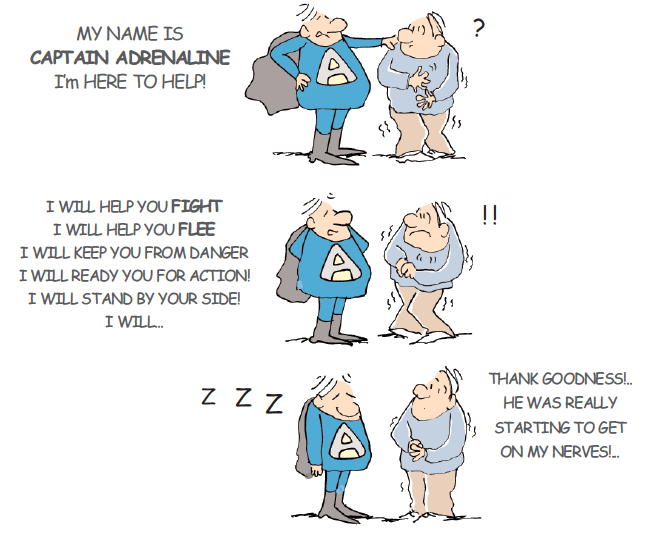 MY NAME IS
CAPTAIN ADRENALINE
I'm HERE TO HELP!
?
I WILL HELP YOU FIGHT
I WILL HELP YOU FLEE
I WILL KEEP YOU FROM DANGER
I WILL READY YOU FOR ACTION!
I WILL STAND BY YOUR SIDE!
I WILL...
!!
Z Z Z
THANK GOODNESS!..
HE WAS REALLY
STARTING TO GET
ON MY NERVES!...
A
A
A